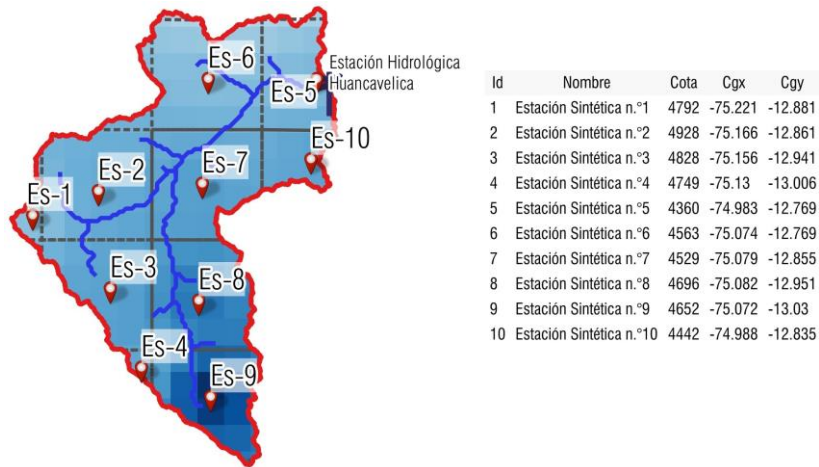 Es-6
Estación Hidrológica
Huancavelica
Es-5
Es-10
Es-7
Es-2
Es-1
Es-3
Es-8
Es-4
Es-9
Id Nombre Cota Cgx Cgy
1 Estación Sintética n.°1 4792 -75.221 -12.881
2 Estación Sintética n.°2 4928 -75.166 -12.861
3 Estación Sintética n.°3 4828 -75.156 -12.941
4 Estación Sintética n.°4 4749 -75.13 -13.006
5 Estación Sintética n.°5 4360 -74.983 -12.769
6 Estación Sintética n.°6 4563 -75.074 -12.769
7 Estación Sintética n.°7 4529 -75.079 -12.855
8 Estación Sintética n.°8 4696 -75.082 -12.951
9 Estación Sintética n.°9 4652 -75.072 -13.03
10 Estación Sintética n.°10 4442 -74.988 -12.835